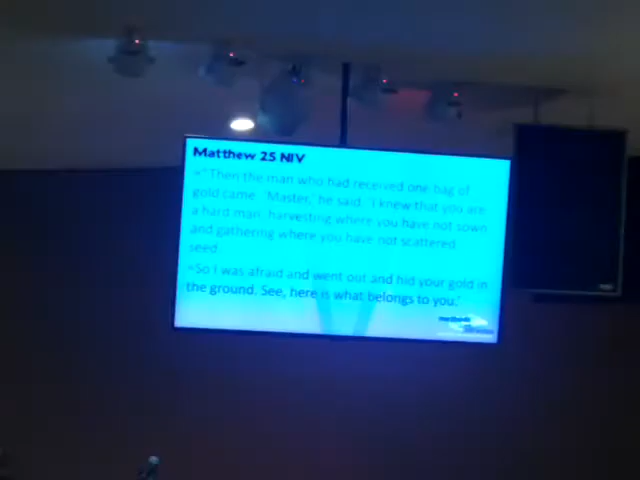 Matthew 25 NIV
“Then the man who had received one bag of
gold came. ‘Master,’ he said, ‘I knew that you are
a hard man, harvesting where you have not sown
and gathering where you have not scattered
seed.
So I was afraid and went out and hid your gold in
the ground. See, here is what belongs to you.’